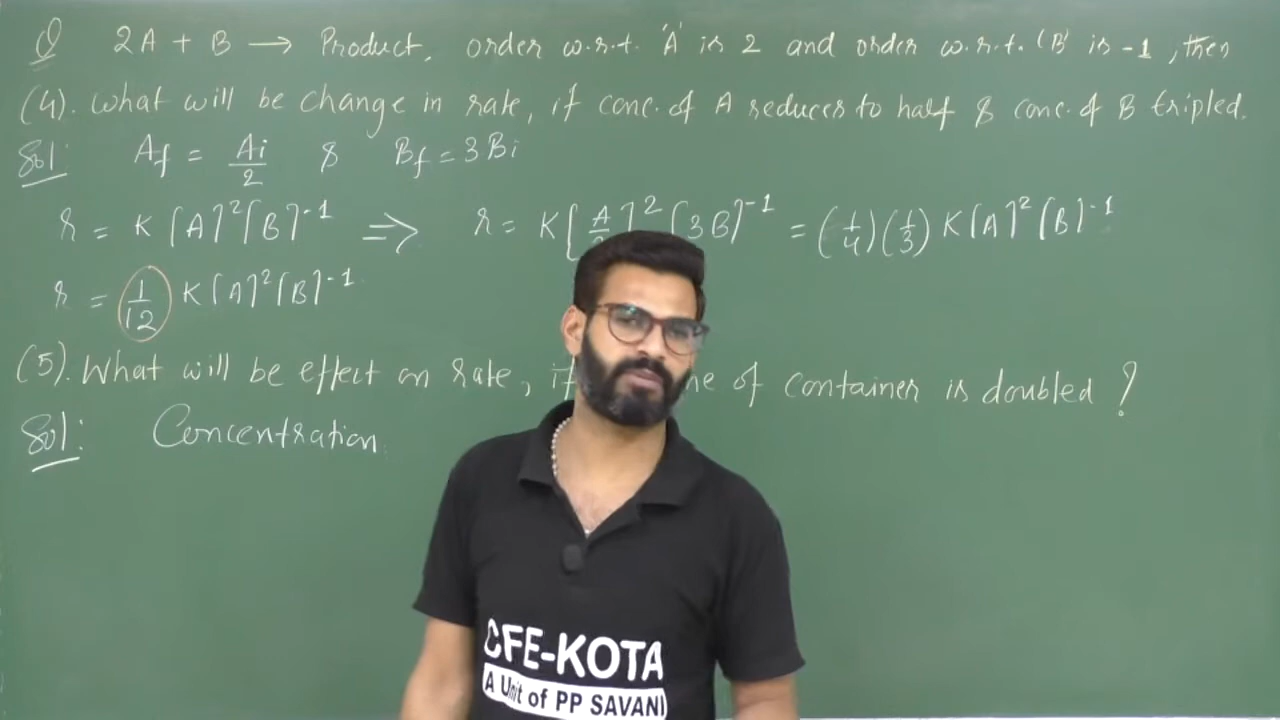 Q 2A + B → Product, order w.r.t. 'A' is 2 and order w.r.t. 'B' is -1, then
(4). What will be change in rate, if conc. of A reduces to half & conc. of B tripled.
Sol: Af = Ai/2 & Bf = 3Bi
r = K[A]²[B]⁻¹ ⇒ r = K[A ]²[3B]⁻¹ = (1/4)(1/3) K[A]²[B]⁻¹
r = 1/12 K[A]²[B]⁻¹
(5). What will be effect on rate, if of container is doubled ?
Sol: Concentration
CFE-KOTA
A Unit of PP SAVANI